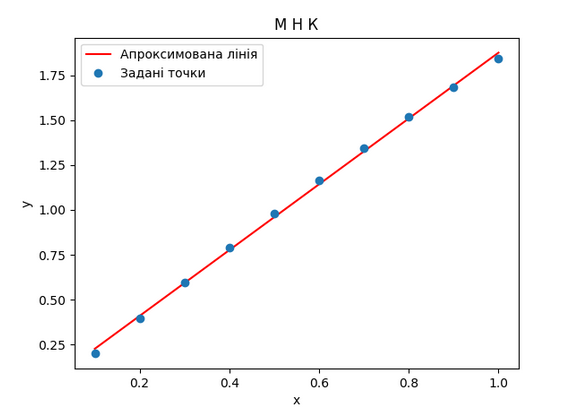 М Н К
Апроксимована лінія
Задані точки
1.75
1.50
1.25
1.00
0.75
0.50
0.25
y
0.2 0.4 0.6 0.8 1.0
x